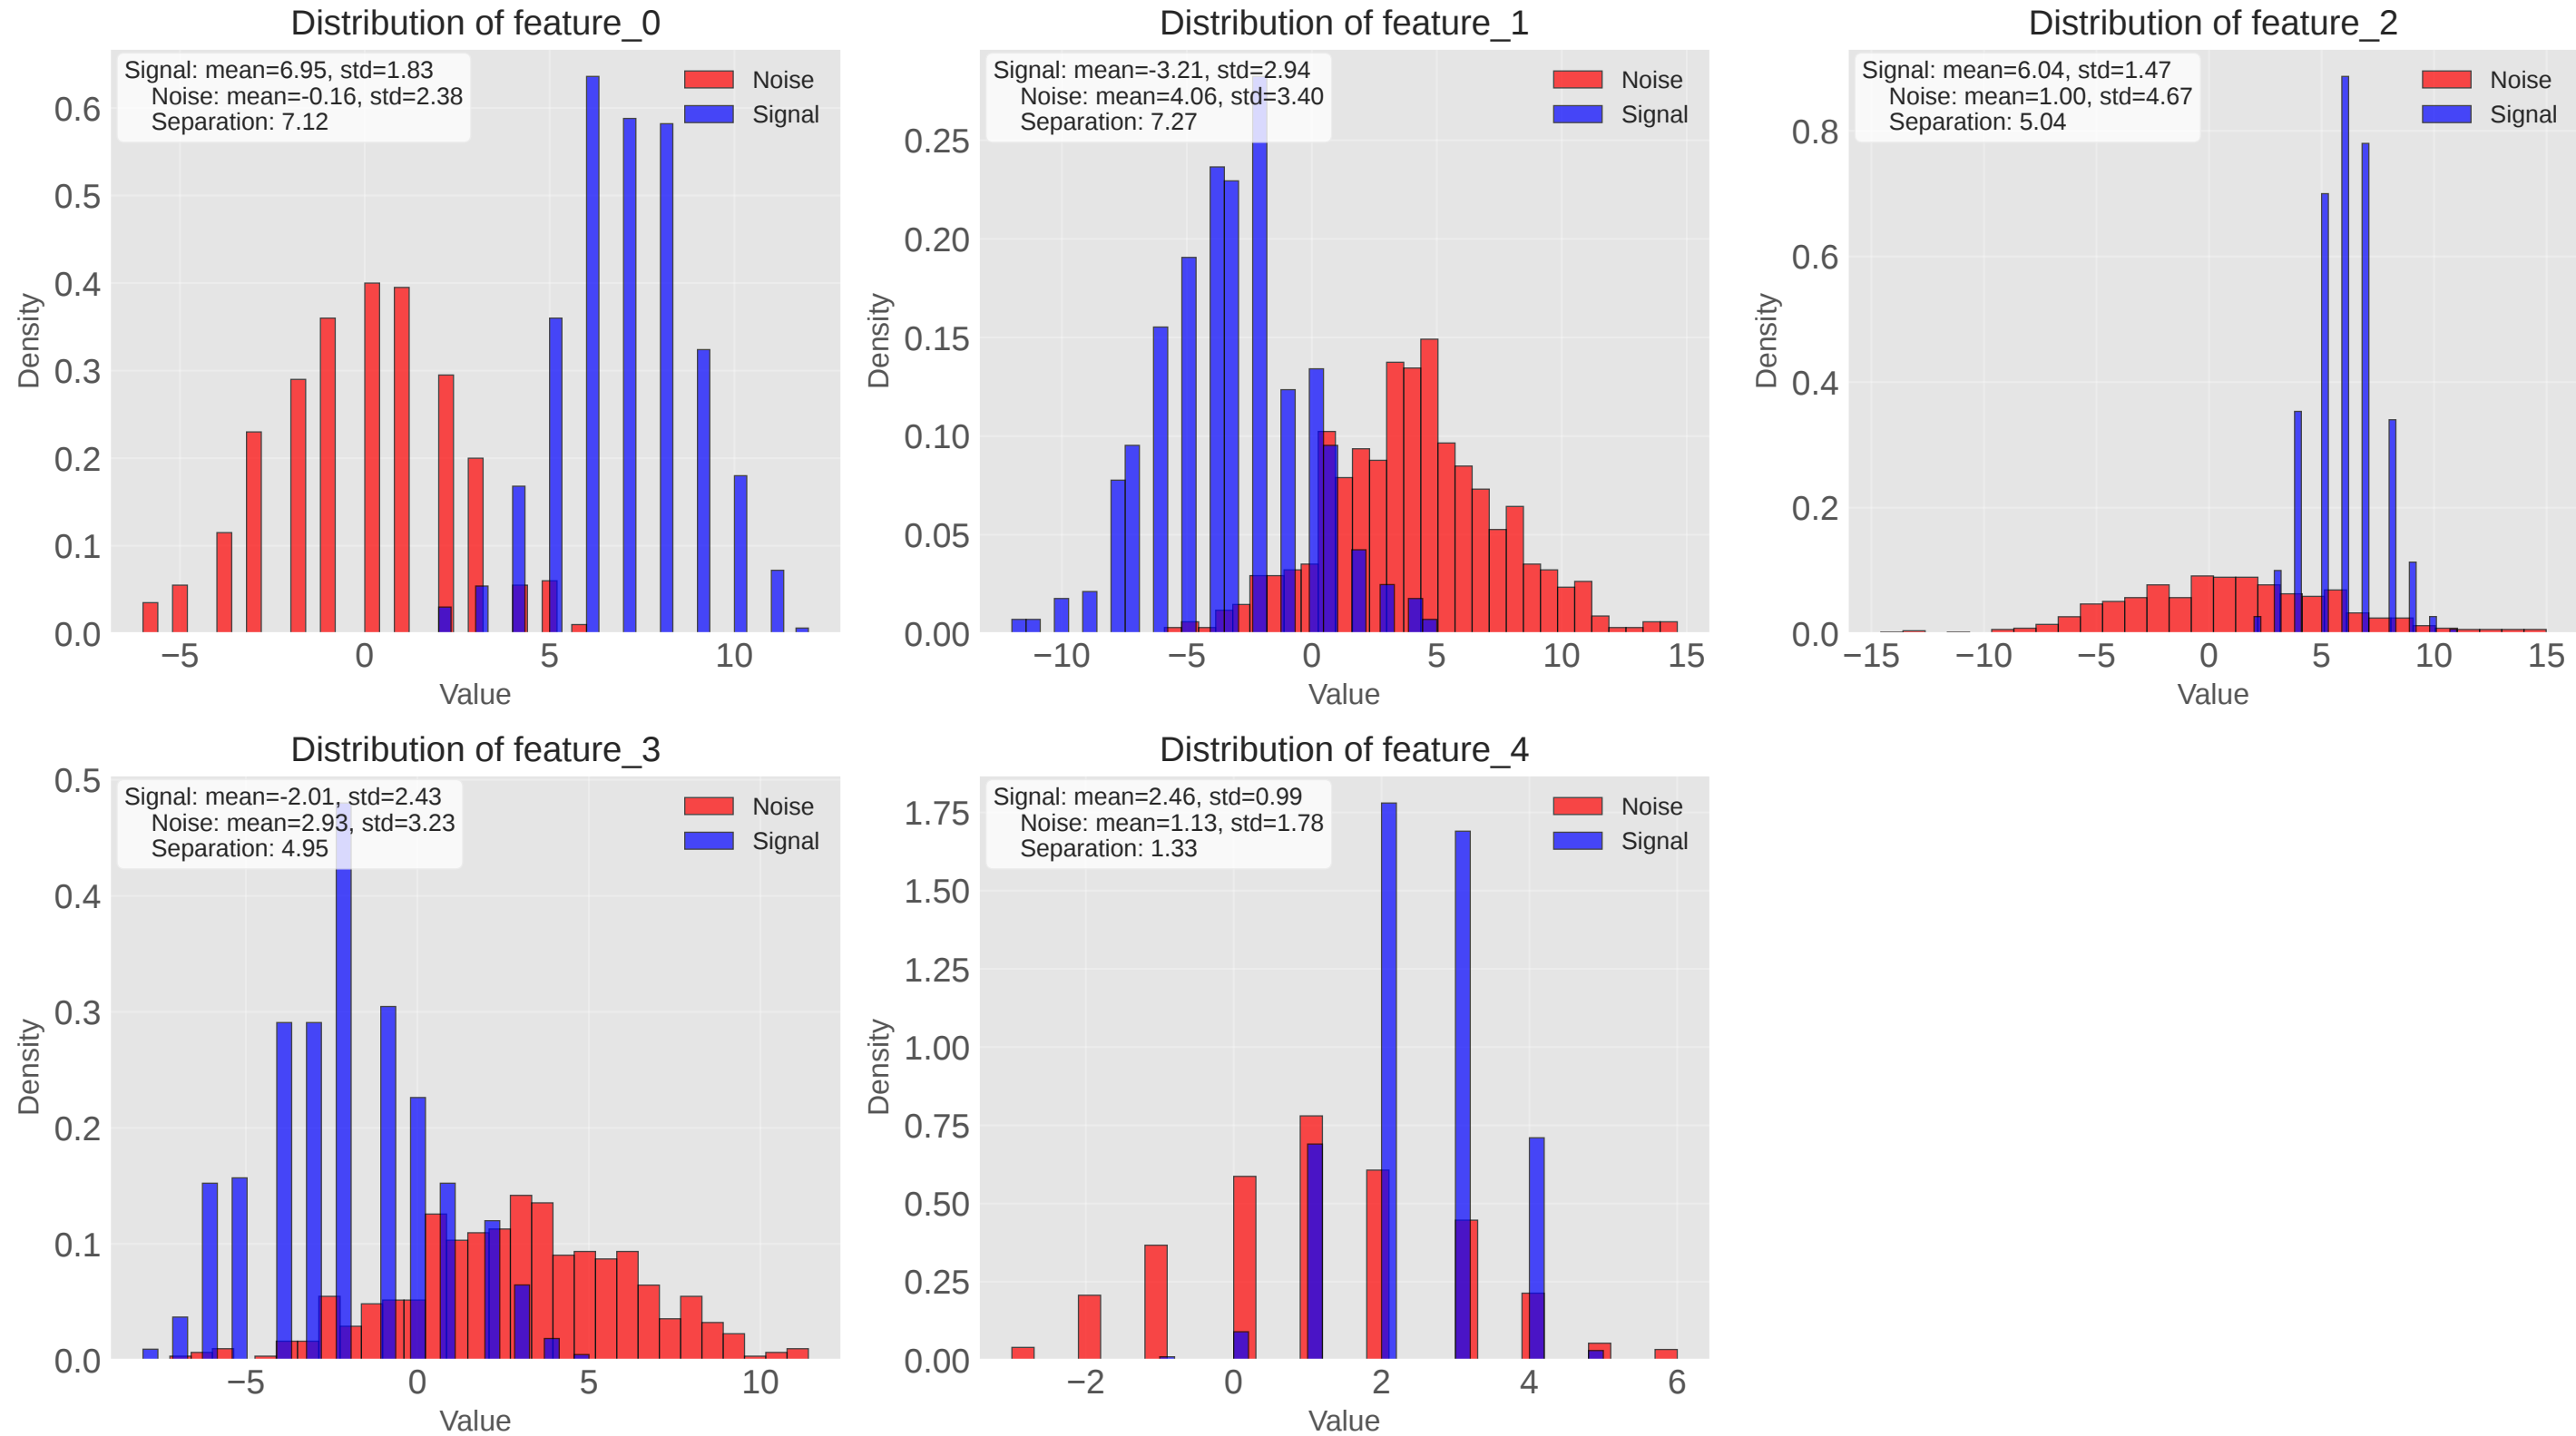 Distribution of feature_0
Signal: mean=6.95, std=1.83
Noise: mean=-0.16, std=2.38
Separation: 7.12
Noise
Signal
Density
0.6
0.5
0.4
0.3
0.2
0.1
0.0
−5 0 5 10
Value
Distribution of feature_1
Signal: mean=-3.21, std=2.94
Noise: mean=4.06, std=3.40
Separation: 7.27
Noise
Signal
Density
0.25
0.20
0.15
0.10
0.05
0.00
−10 −5 0 5 10 15
Value
Distribution of feature_2
Signal: mean=6.04, std=1.47
Noise: mean=1.00, std=4.67
Separation: 5.04
Noise
Signal
Density
0.8
0.6
0.4
0.2
0.0
−15 −10 −5 0 5 10 15
Value
Distribution of feature_3
Signal: mean=-2.01, std=2.43
Noise: mean=2.93, std=3.23
Separation: 4.95
Noise
Signal
Density
0.5
0.4
0.3
0.2
0.1
0.0
−5 0 5 10
Value
Distribution of feature_4
Signal: mean=2.46, std=0.99
Noise: mean=1.13, std=1.78
Separation: 1.33
Noise
Signal
Density
1.75
1.50
1.25
1.00
0.75
0.50
0.25
0.00
−2 0 2 4 6
Value